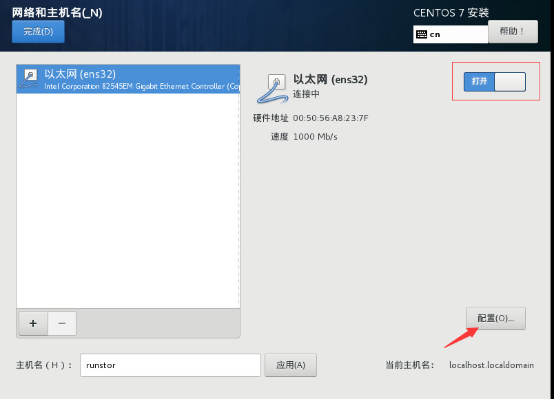 网络和主机名(_N)
CENTOS 7 安装
完成(D)
cn
帮助！
以太网 (ens32)
Intel Corporation 82545EM Gigabit Ethernet Controller (Co
以太网 (ens32)
连接中
打开
硬件地址 00:50:56:A8:23:7F
速度 1000 Mb/s
+
−
配置(O)...
主机名（H）：
runstor
应用(A)
当前主机名：
localhost.localdomain